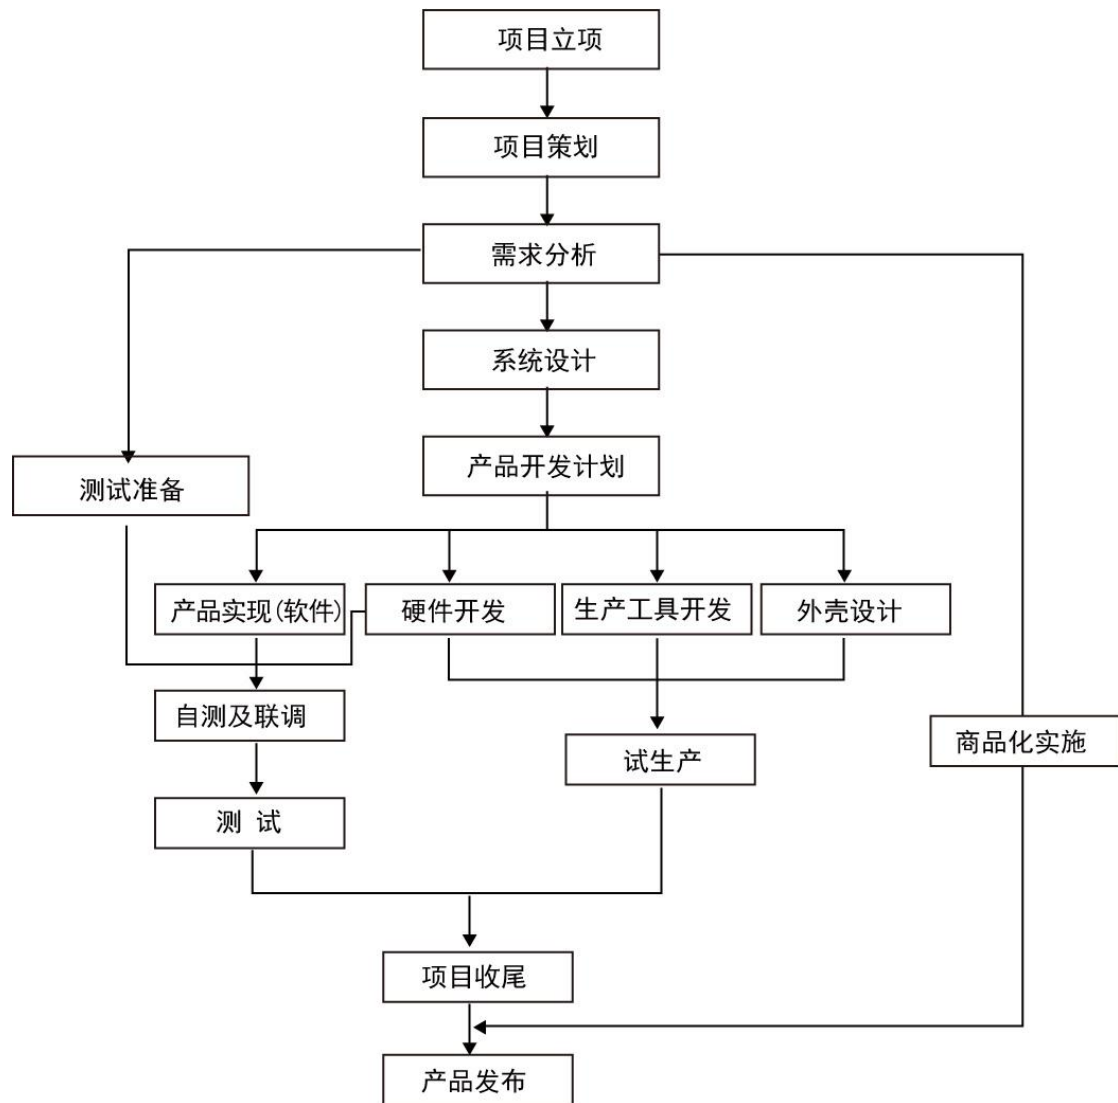 项目立项
项目策划
需求分析
系统设计
产品开发计划
测试准备
产品实现(软件)
硬件开发
生产工具开发
外壳设计
自测及联调
商品化实施
试生产
测 试
项目收尾
产品发布